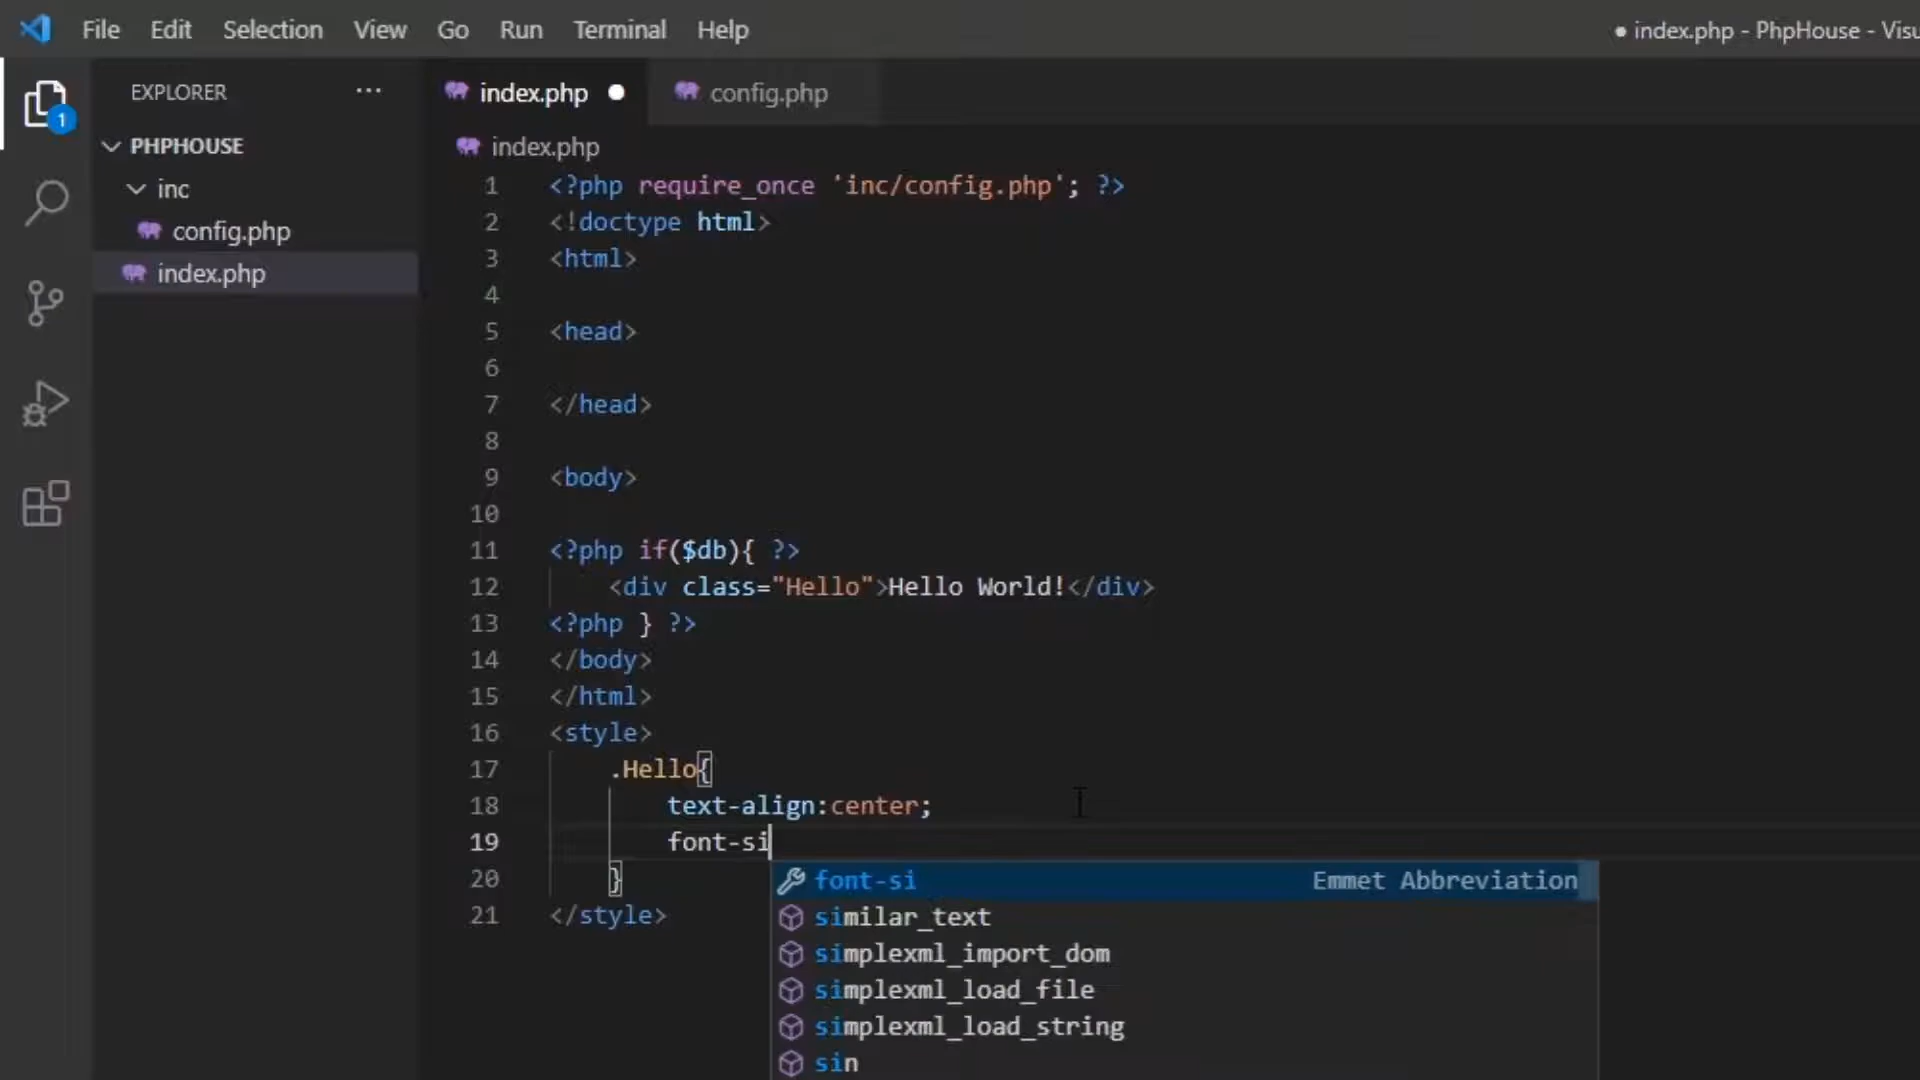 File Edit Selection View Go Run Terminal Help
● index.php - PhpHouse - Visu
EXPLORER ...
1
PHPHOUSE
inc
config.php
index.php
index.php ● config.php
index.php
1 <?php require_once 'inc/config.php'; ?>
2 <!doctype html>
3 <html>
4
5 <head>
6
7 </head>
8
9 <body>
10
11 <?php if($db){ ?>
12     <div class="Hello">Hello World!</div>
13 <?php } ?>
14 </body>
15 </html>
16 <style>
17     .Hello{
18         text-align:center;
19         font-si
20     }
21 </style>
font-si Emmet Abbreviation
similar_text
simplexml_import_dom
simplexml_load_file
simplexml_load_string
sin